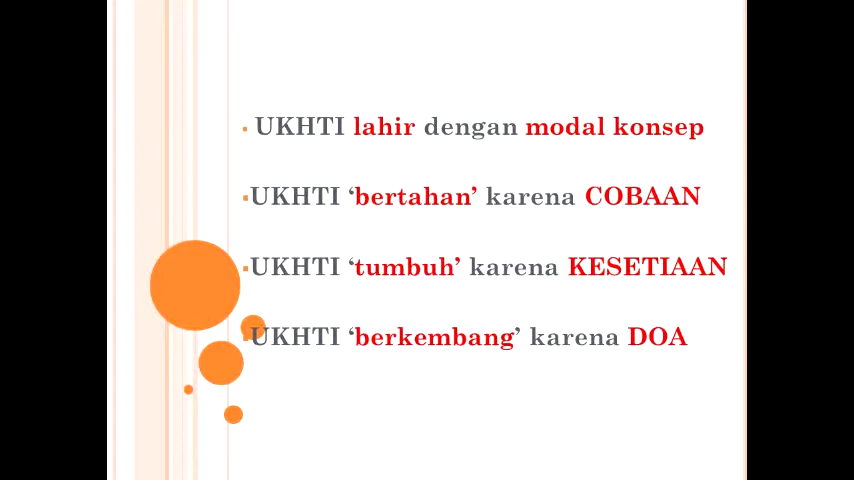 UKHTI lahir dengan modal konsep
UKHTI ‘bertahan’ karena COBAAN
UKHTI ‘tumbuh’ karena KESETIAAN
UKHTI ‘berkembang’ karena DOA